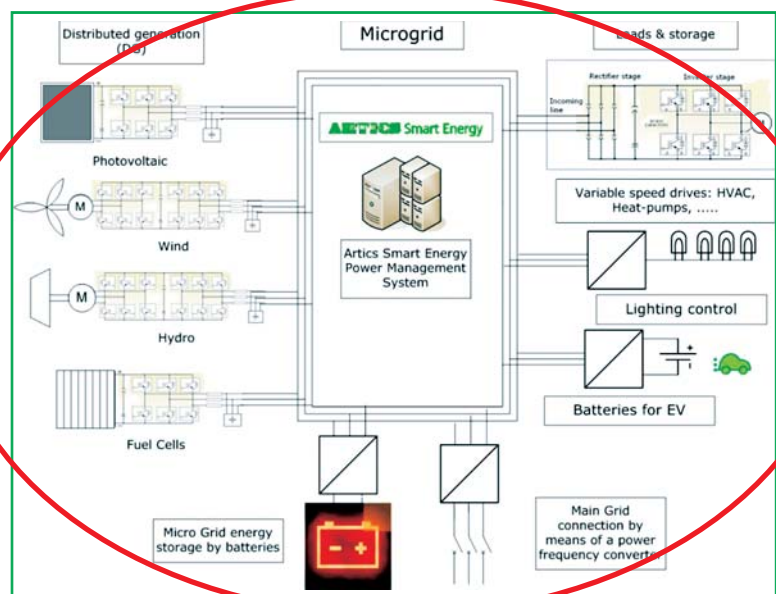 Distributed generation
(DG)
Microgrid
Loads & storage
Rectifier stage
Inverter stage
Incoming
line
M
Photovoltaic
ARTICS Smart Energy
Variable speed drives: HVAC,
Heat-pumps, .....
M
Wind
Artics Smart Energy
Power Management
System
Lighting control
M
Hydro
+
Batteries for EV
Fuel Cells
Micro Grid energy
storage by batteries
- +
Main Grid
connection by
means of a power
frequency converter